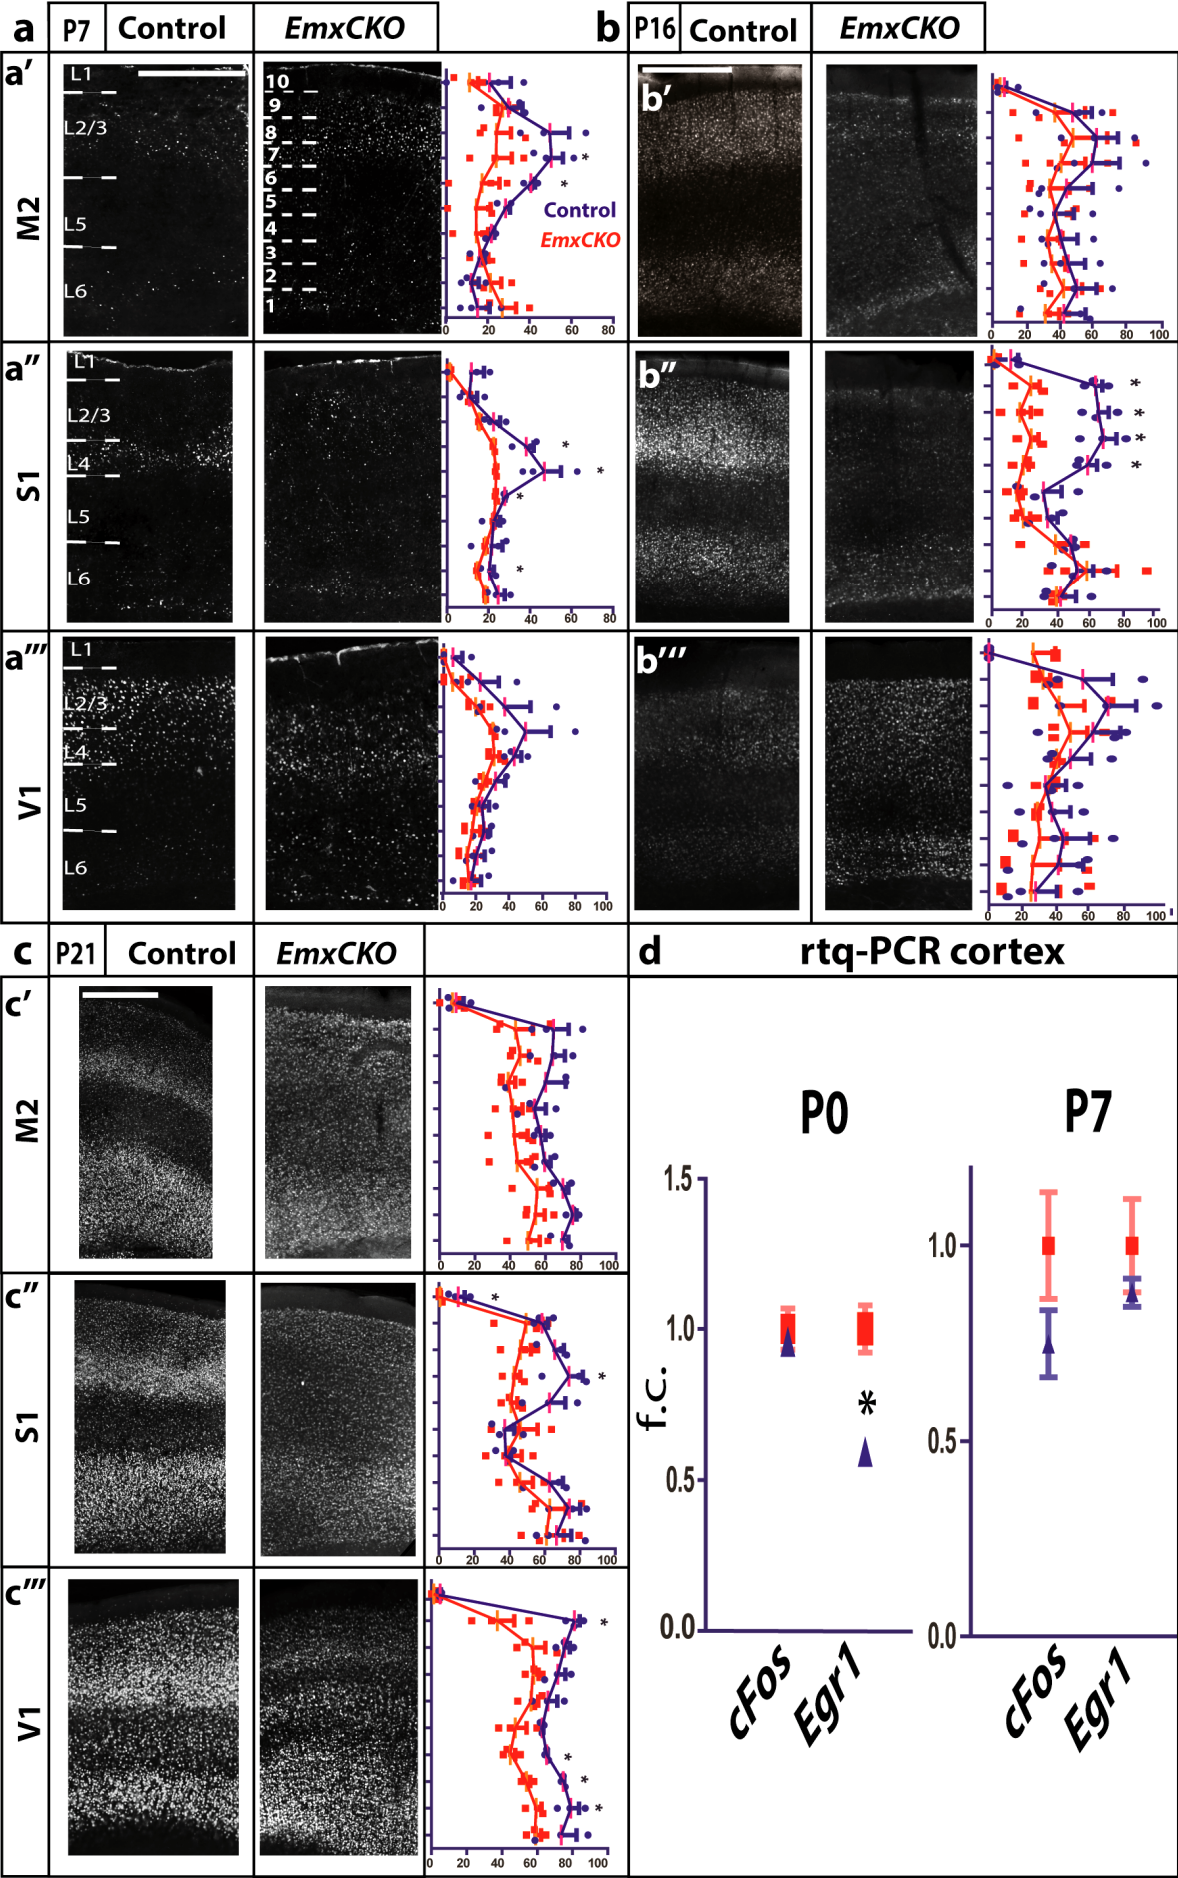 a P7 Control EmxCKO
b P16 Control EmxCKO
a′
M2
L1
L2/3
L5
L6
10
9
8
7
6
5
4
3
2
1
*
*
Control
EmxCKO
0 20 40 60 80
b′
0 20 40 60 80 100
a″
S1
L1
L2/3
L4
L5
L6
*
*
*
*
0 20 40 60 80
b″
*
*
*
*
0 20 40 60 80 100
a‴
V1
L1
L2/3
L4
L5
L6
0 20 40 60 80 100
b‴
0 20 40 60 80 100
c P21 Control EmxCKO
d rtq-PCR cortex
c′
M2
0 20 40 60 80 100
c″
S1
*
*
0 20 40 60 80 100
c‴
V1
*
*
*
*
0 20 40 60 80 100
P0
1.5
1.0
0.5
0.0
f.c.
*
cFos
Egr1
P7
1.0
0.5
0.0
cFos
Egr1